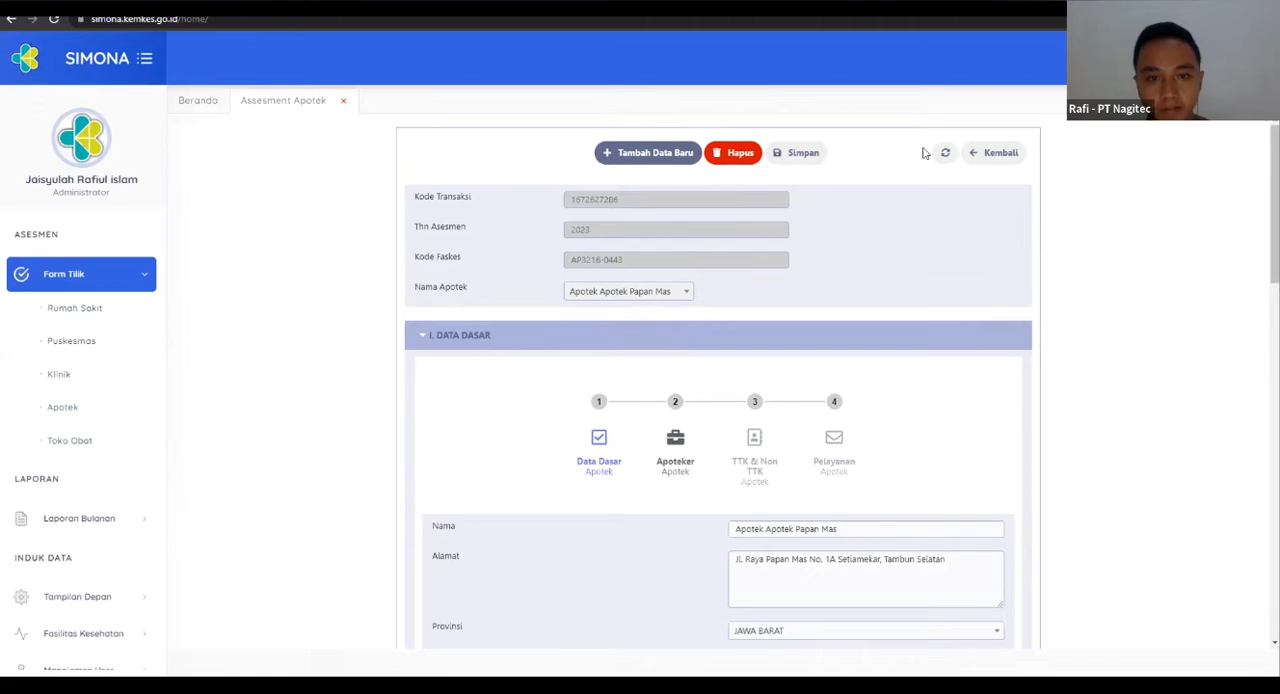 simona.kemkes.go.id/home/
SIMONA
Rafi - PT Nagitec
Beranda
Assesment Apotek
Jaisyulah Rafiul islam
Administrator
ASESMEN
Form Tilik
Rumah Sakit
Puskesmas
Klinik
Apotek
Toko Obat
LAPORAN
Laporan Bulanan
INDUK DATA
Tampilan Depan
Fasilitas Kesehatan
Manajemen User
Tambah Data Baru
Hapus
Simpan
Kembali
Kode Transaksi
1672627286
Thn Asesmen
2023
Kode Faskes
AP3216-0443
Nama Apotek
Apotek Apotek Papan Mas
I. DATA DASAR
1 2 3 4
Data Dasar
Apotek
Apoteker
Apotek
TTK & Non
TTK
Apotek
Pelayanan
Apotek
Nama
Apotek Apotek Papan Mas
Alamat
Jl. Raya Papan Mas No. 1A Setiamekar, Tambun Selatan
Provinsi
JAWA BARAT